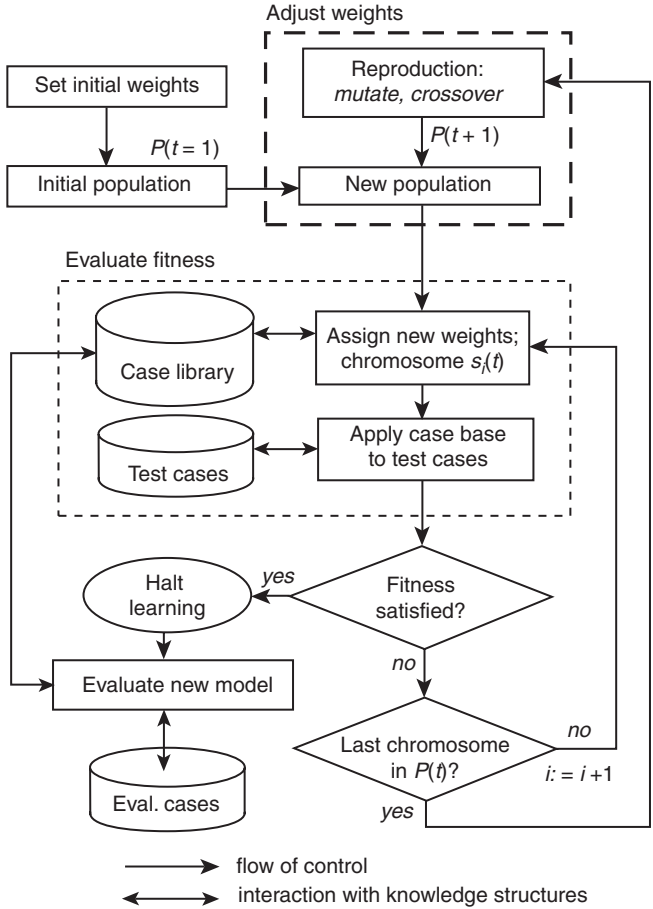 Adjust weights
Set initial weights
Reproduction:
mutate, crossover
P(t = 1)
P(t + 1)
Initial population
New population
Evaluate fitness
Case library
Assign new weights;
chromosome si(t)
Test cases
Apply case base
to test cases
Halt
learning
yes
Fitness
satisfied?
no
Evaluate new model
Last chromosome
in P(t)?
no
i: = i +1
Eval. cases
yes
flow of control
interaction with knowledge structures